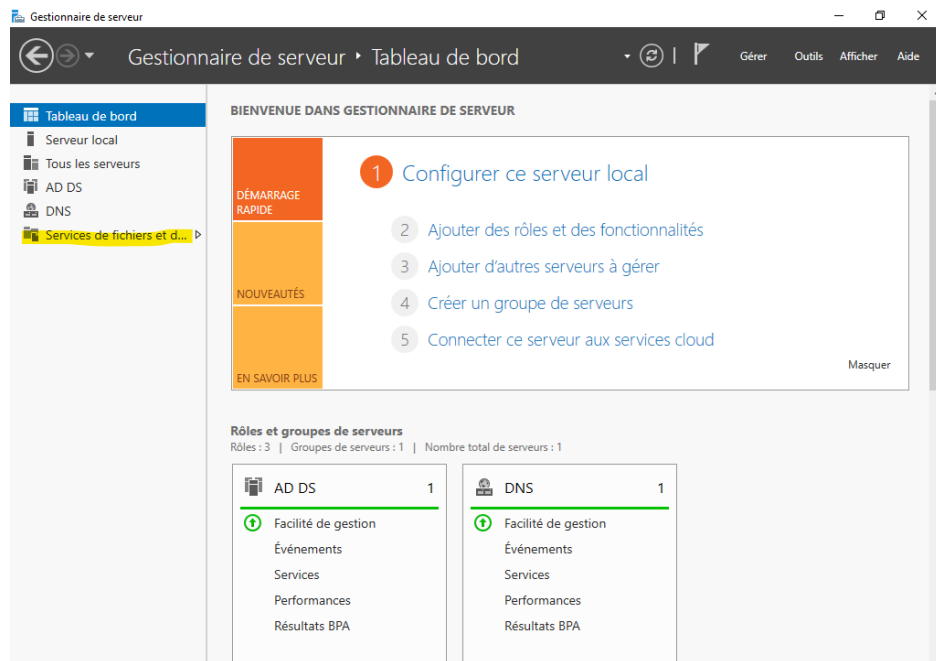 Gestionnaire de serveur
Gestionnaire de serveur ‣ Tableau de bord
Gérer Outils Afficher Aide
Tableau de bord
Serveur local
Tous les serveurs
AD DS
DNS
Services de fichiers et d...
BIENVENUE DANS GESTIONNAIRE DE SERVEUR
DÉMARRAGE
RAPIDE
NOUVEAUTÉS
EN SAVOIR PLUS
1 Configurer ce serveur local
2 Ajouter des rôles et des fonctionnalités
3 Ajouter d’autres serveurs à gérer
4 Créer un groupe de serveurs
5 Connecter ce serveur aux services cloud
Masquer
Rôles et groupes de serveurs
Rôles : 3 | Groupes de serveurs : 1 | Nombre total de serveurs : 1
AD DS 1
Facilité de gestion
Événements
Services
Performances
Résultats BPA
DNS 1
Facilité de gestion
Événements
Services
Performances
Résultats BPA